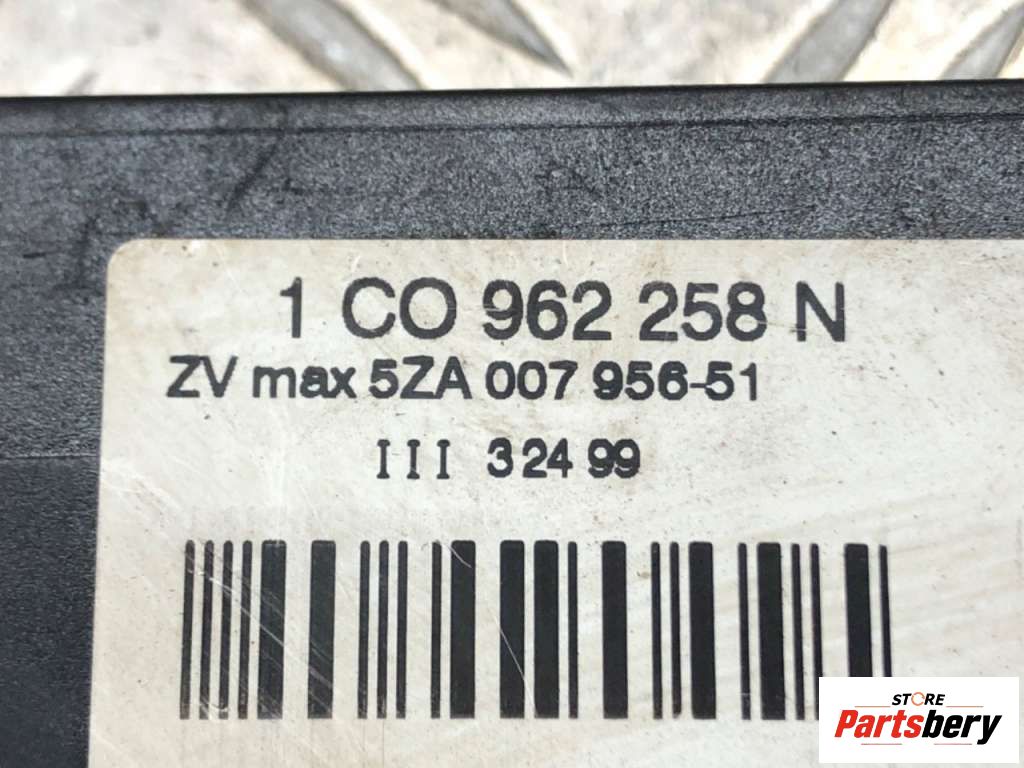 1 CO 962 258 N
ZV max 5ZA 007 956-51
III 32499
STORE
Partsbery